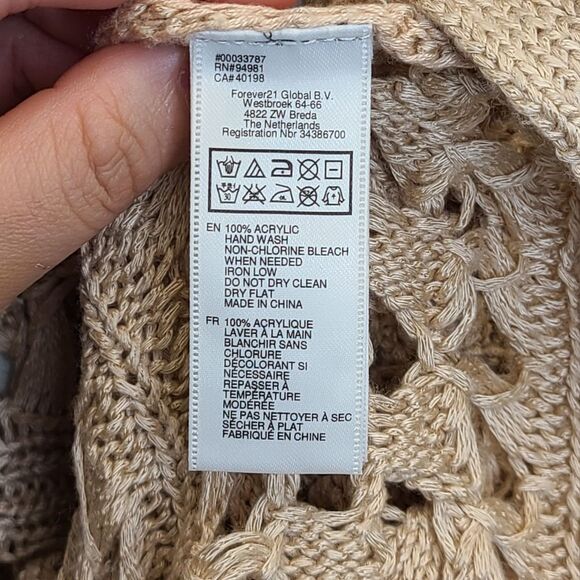 #00033787
RN#94981
CA#40198
Forever21 Global B.V.
Westbroek 64-66
4822 ZW Breda
The Netherlands
Registration Nbr 34386700
30
EN 100% ACRYLIC
HAND WASH
NON-CHLORINE BLEACH
WHEN NEEDED
IRON LOW
DO NOT DRY CLEAN
DRY FLAT
MADE IN CHINA
FR 100% ACRYLIQUE
LAVER À LA MAIN
BLANCHIR SANS
CHLORURE
DÉCOLORANT SI
NÉCESSAIRE
REPASSER À
TEMPÉRATURE
MODÉRÉE
NE PAS NETTOYER À SEC
SÉCHER À PLAT
FABRIQUÉ EN CHINE